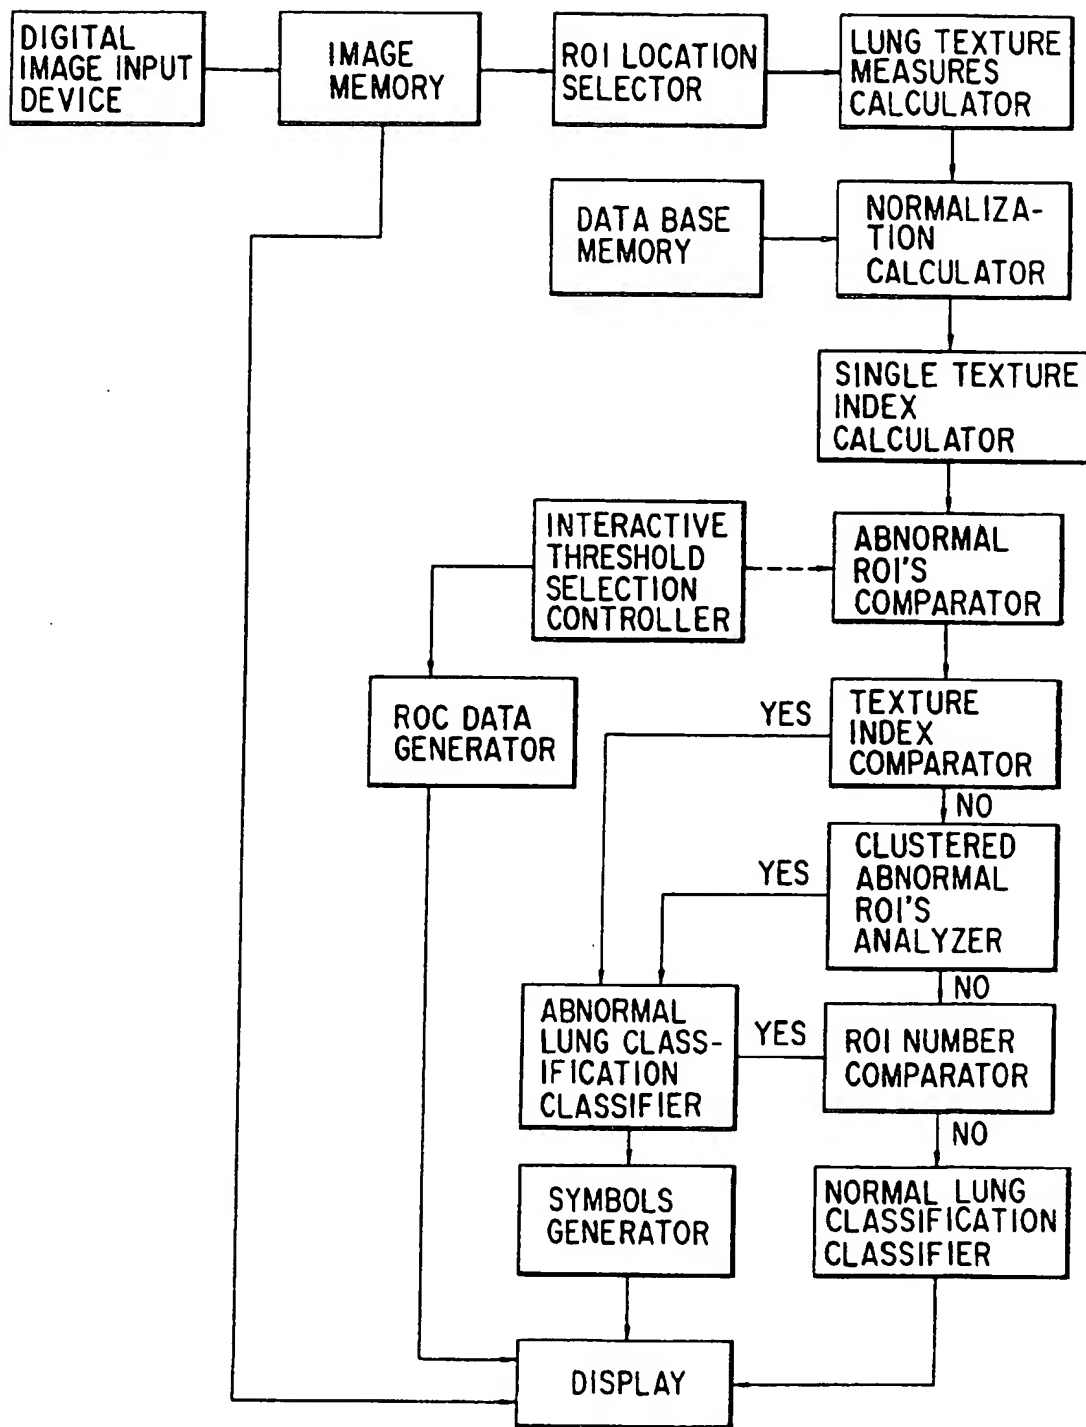 DIGITAL
IMAGE INPUT
DEVICE
IMAGE
MEMORY
ROI LOCATION
SELECTOR
LUNG TEXTURE
MEASURES
CALCULATOR
DATA BASE
MEMORY
NORMALIZA-
TION
CALCULATOR
SINGLE TEXTURE
INDEX
CALCULATOR
INTERACTIVE
THRESHOLD
SELECTION
CONTROLLER
ABNORMAL
ROI'S
COMPARATOR
ROC DATA
GENERATOR
YES
TEXTURE
INDEX
COMPARATOR
NO
YES
CLUSTERED
ABNORMAL
ROI'S
ANALYZER
NO
ABNORMAL
LUNG CLASS-
IFICATION
CLASSIFIER
YES
ROI NUMBER
COMPARATOR
NO
SYMBOLS
GENERATOR
NORMAL LUNG
CLASSIFICATION
CLASSIFIER
DISPLAY